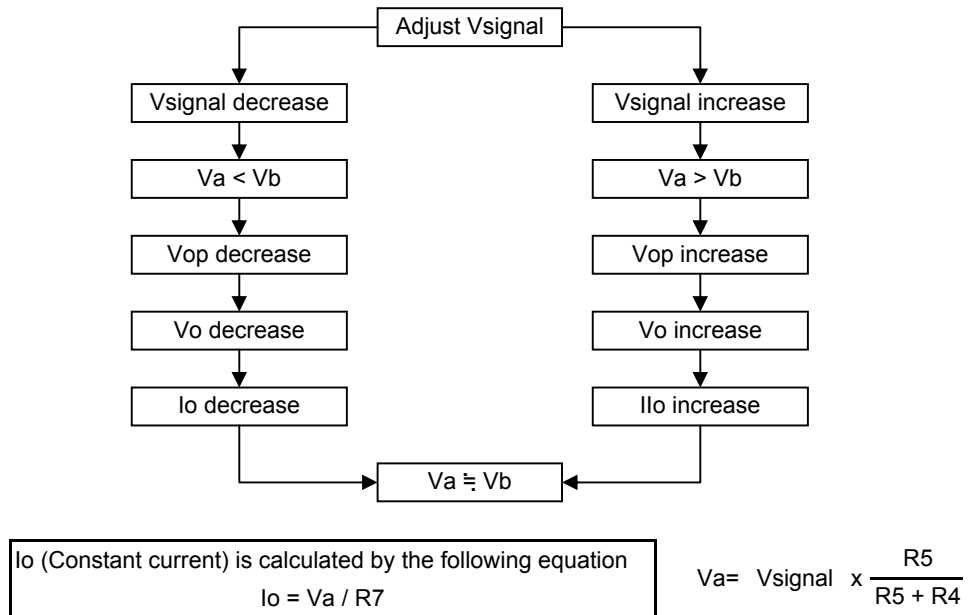 Adjust Vsignal
Vsignal decrease
Vsignal increase
Va < Vb
Va > Vb
Vop decrease
Vop increase
Vo decrease
Vo increase
Io decrease
IIo increase
Va ≒ Vb
Io (Constant current) is calculated by the following equation
Io = Va / R7
Va= Vsignal x R5
R5 + R4